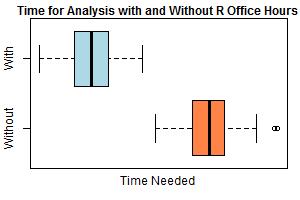 Time for Analysis with and Without R Office Hours
With
Without
Time Needed